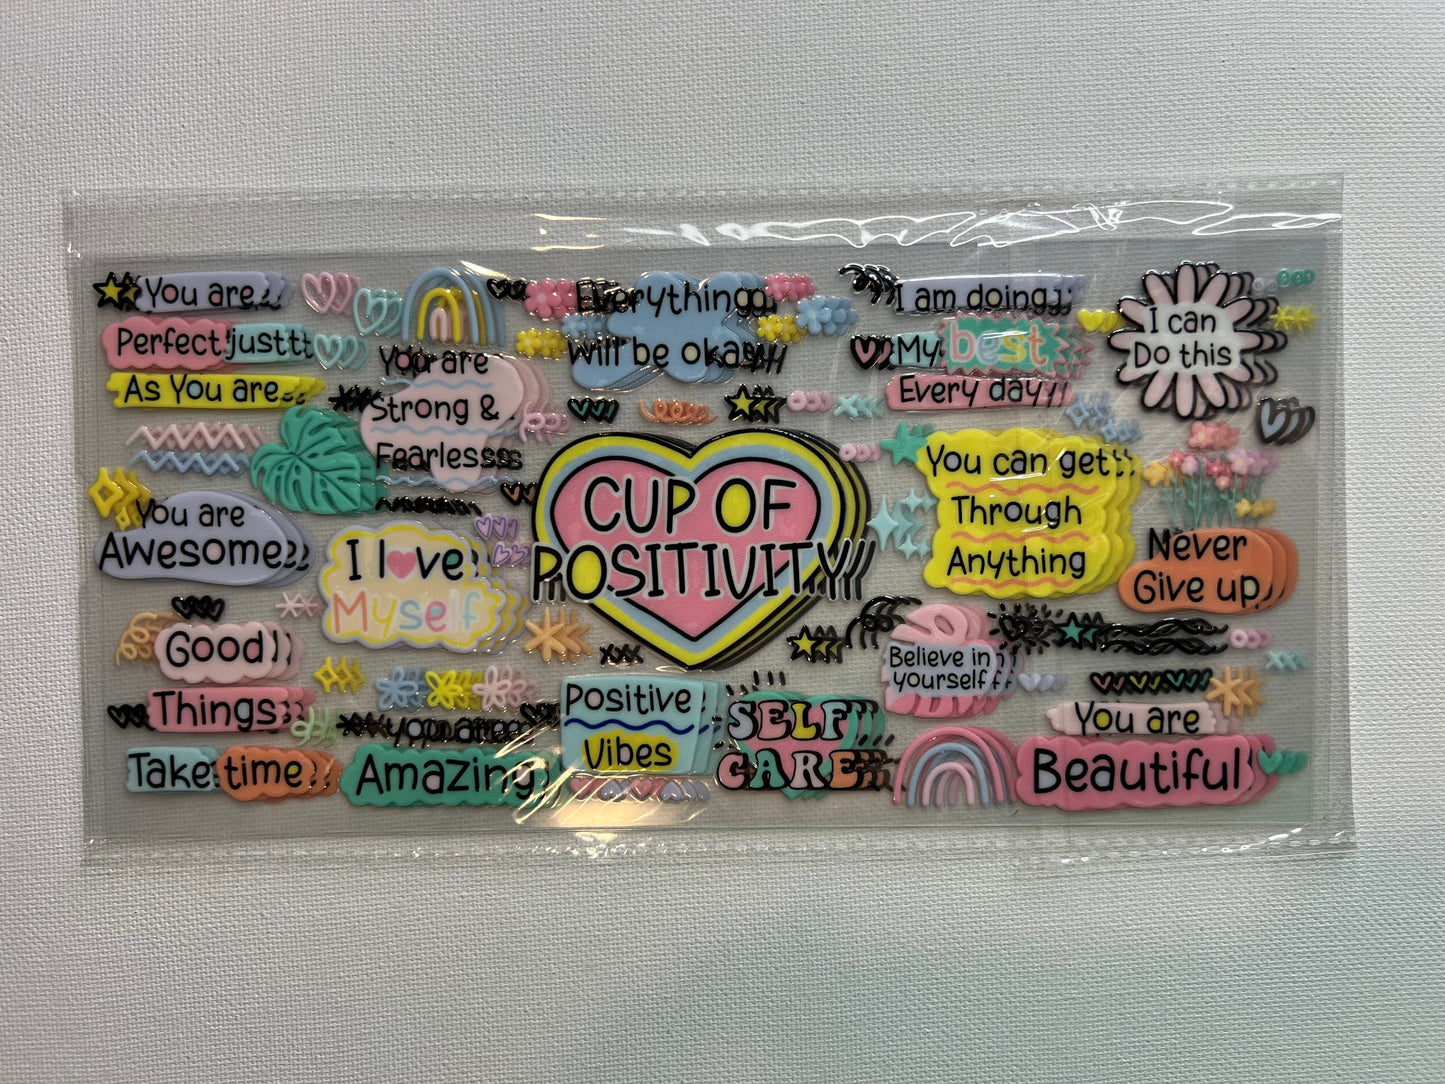 You are
Perfect just
As You are
You are
Strong &
Fearless
Everything
Will be okay
I am doing
My best
Every day
I can
Do this
You are
Awesome
I love
Myself
CUP OF
POSITIVITY
You can get
Through
Anything
Never
Give up
Good
Things
Take time
you are
Amazing
Positive
Vibes
SELF
CARE
Believe in
yourself
You are
Beautiful